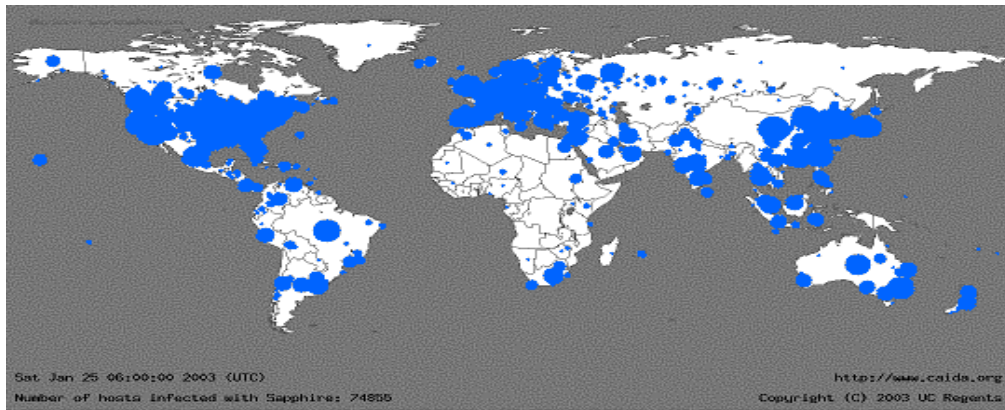 Sat Jan 25 06:00:00 2003 (UTC)
http://www.caida.org
Number of hosts infected with Sapphire: 74855
Copyright (C) 2003 UC Regents